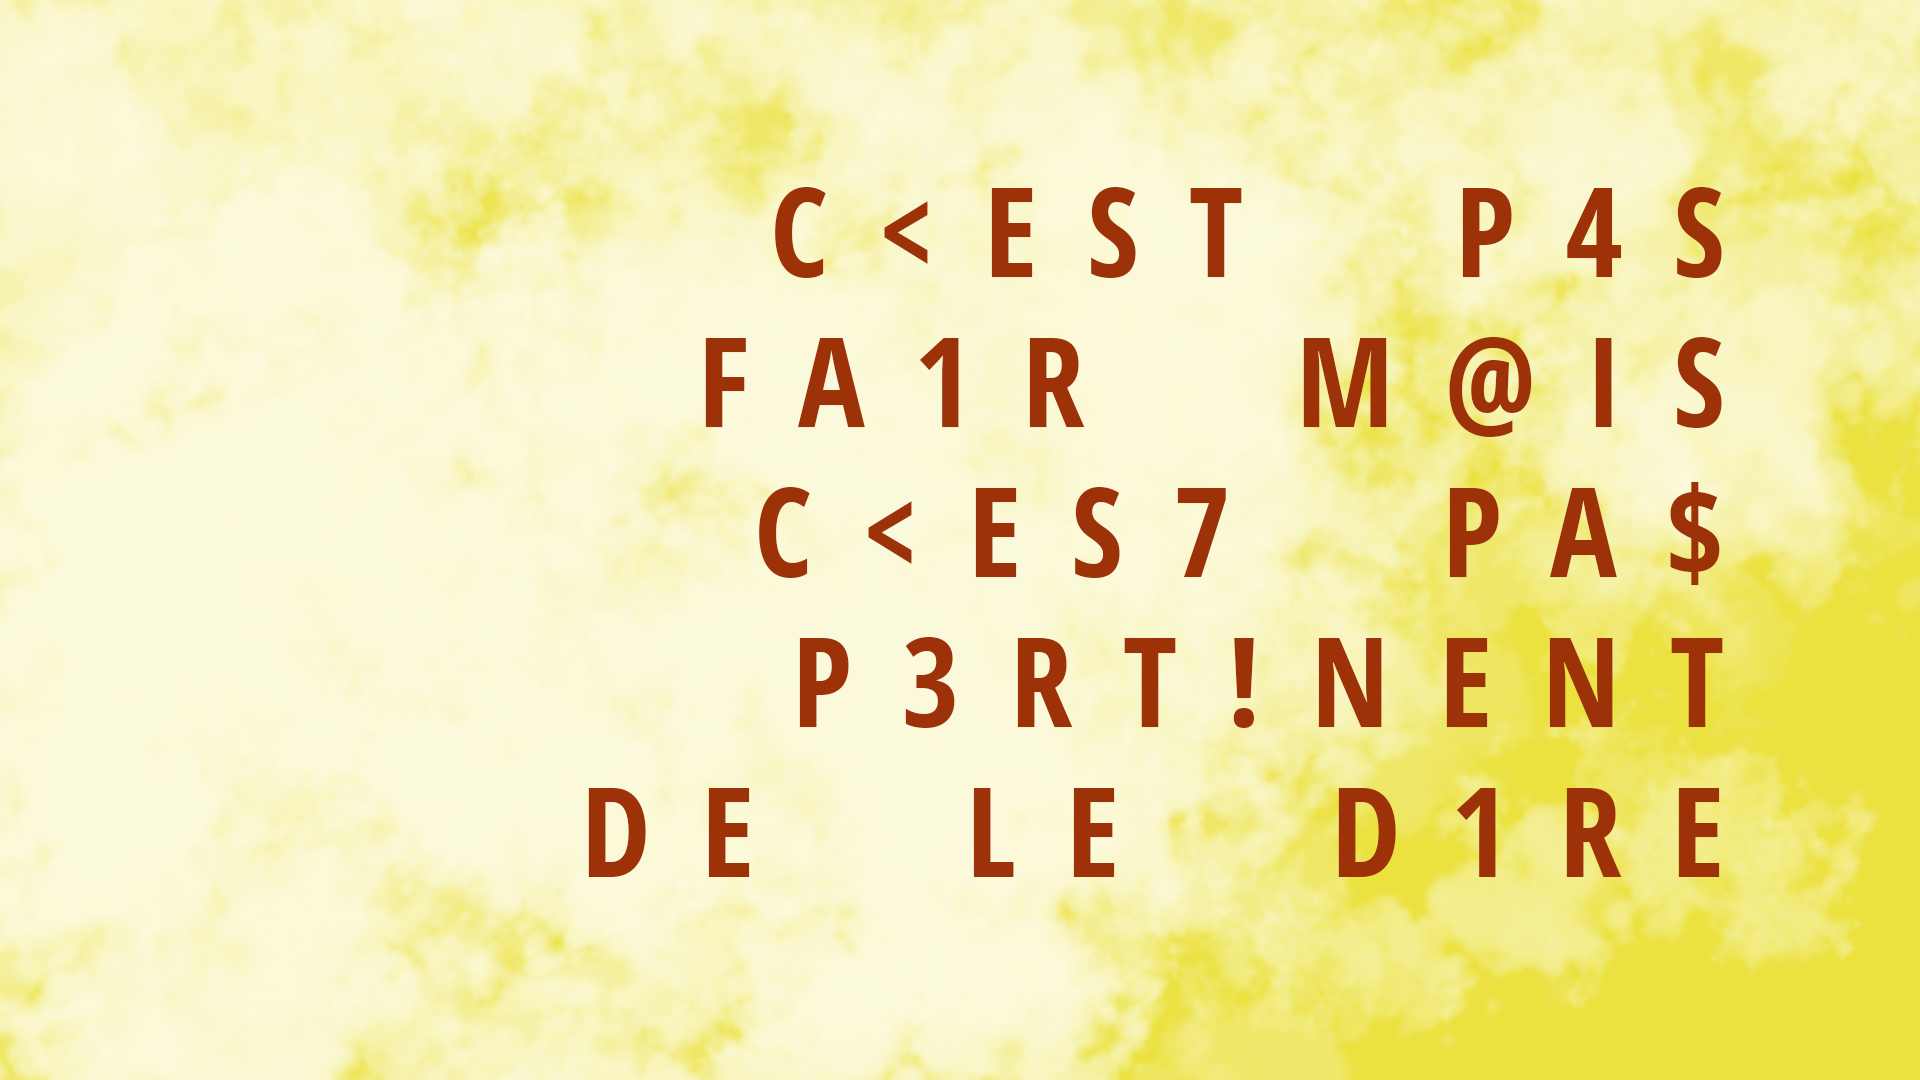 C<EST P4S
FA1R M@IS
C<ES7 PA$
P3RT!NENT
DE LE D1RE